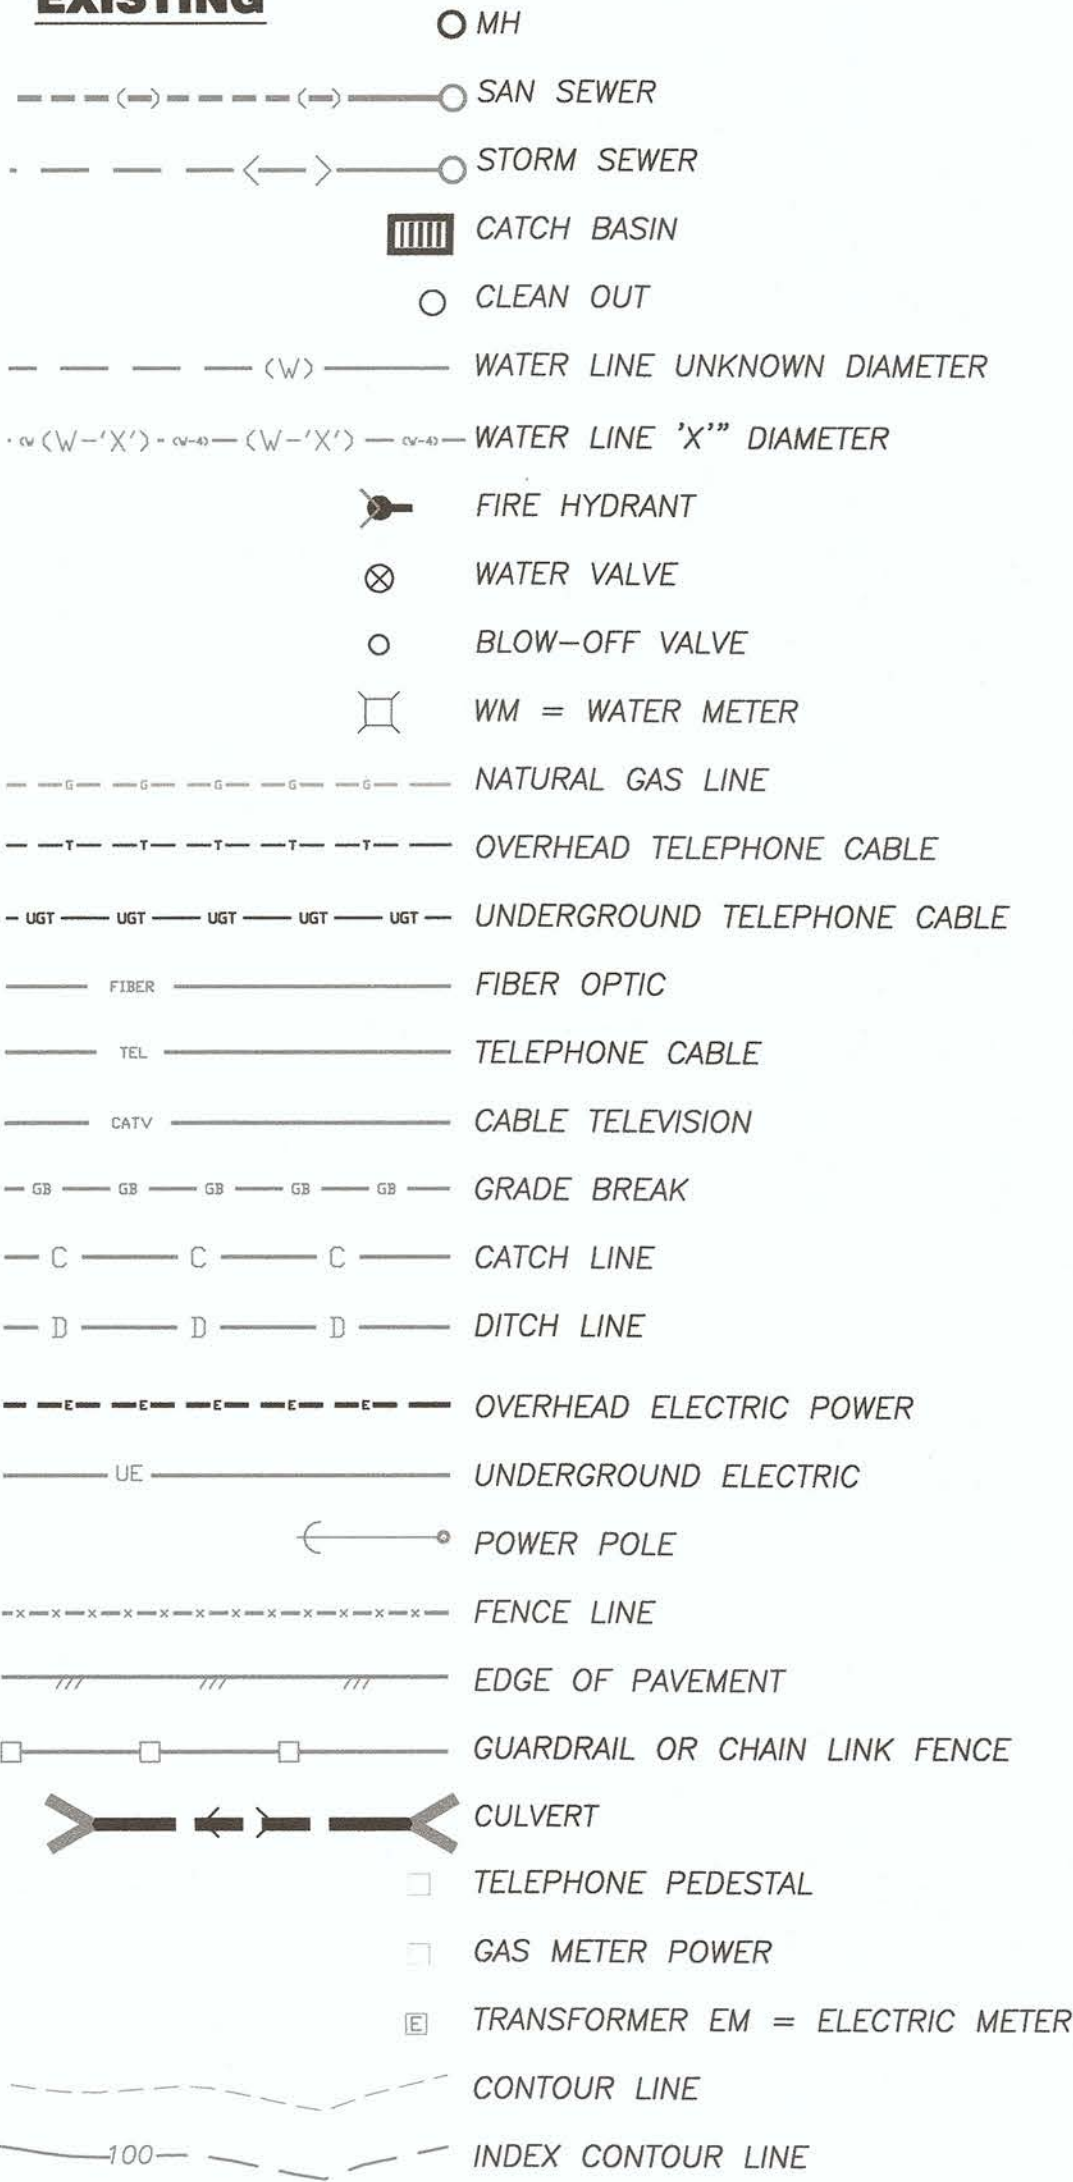 EXISTING
MH
(-) (-) SAN SEWER
< > STORM SEWER
CATCH BASIN
CLEAN OUT
(W) WATER LINE UNKNOWN DIAMETER
(W (W-'X') (W-4) (W-'X') (W-4) WATER LINE 'X'" DIAMETER
FIRE HYDRANT
WATER VALVE
BLOW-OFF VALVE
WM = WATER METER
G G G G G NATURAL GAS LINE
T T T T T OVERHEAD TELEPHONE CABLE
UGT UGT UGT UGT UGT UNDERGROUND TELEPHONE CABLE
FIBER FIBER OPTIC
TEL TELEPHONE CABLE
CATV CABLE TELEVISION
GB GB GB GB GB GRADE BREAK
C C C CATCH LINE
D D D DITCH LINE
E E E E E OVERHEAD ELECTRIC POWER
UE UNDERGROUND ELECTRIC
POWER POLE
x x x x x x x x x x x x FENCE LINE
EDGE OF PAVEMENT
GUARDRAIL OR CHAIN LINK FENCE
CULVERT
TELEPHONE PEDESTAL
GAS METER POWER
E TRANSFORMER EM = ELECTRIC METER
CONTOUR LINE
100 INDEX CONTOUR LINE